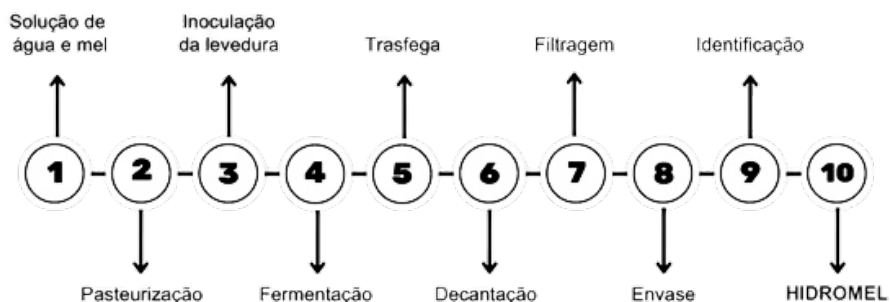 Solução de
água e mel
Inoculação
da levedura
Trasfega
Filtragem
Identificação
1
2
3
4
5
6
7
8
9
10
Pasteurização
Fermentação
Decantação
Envase
HIDROMEL